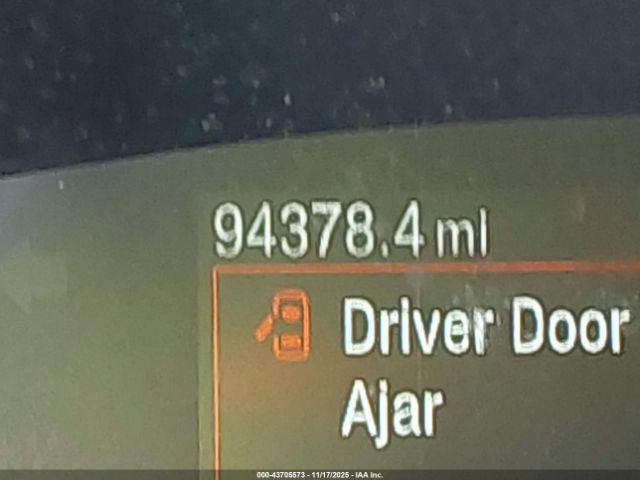 94378.4 mi
Driver Door
Ajar
000-43705573 - 11/17/2025 - IAA Inc.